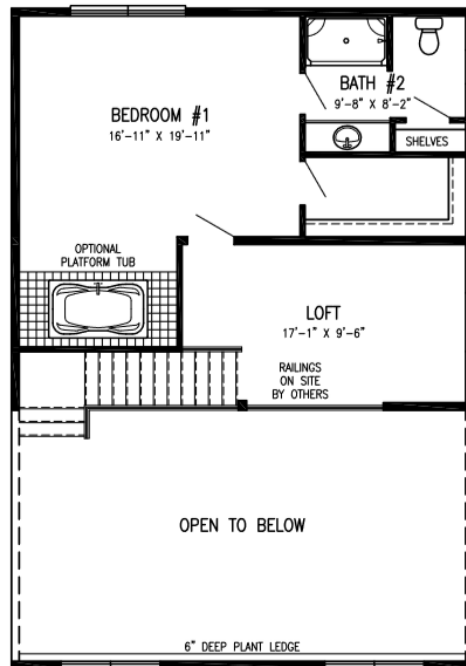 BATH #2
9'-8" X 8'-2"
BEDROOM #1
16'-11" X 19'-11"
SHELVES
OPTIONAL
PLATFORM TUB
LOFT
17'-1" X 9'-6"
RAILINGS
ON SITE
BY OTHERS
OPEN TO BELOW
6" DEEP PLANT LEDGE